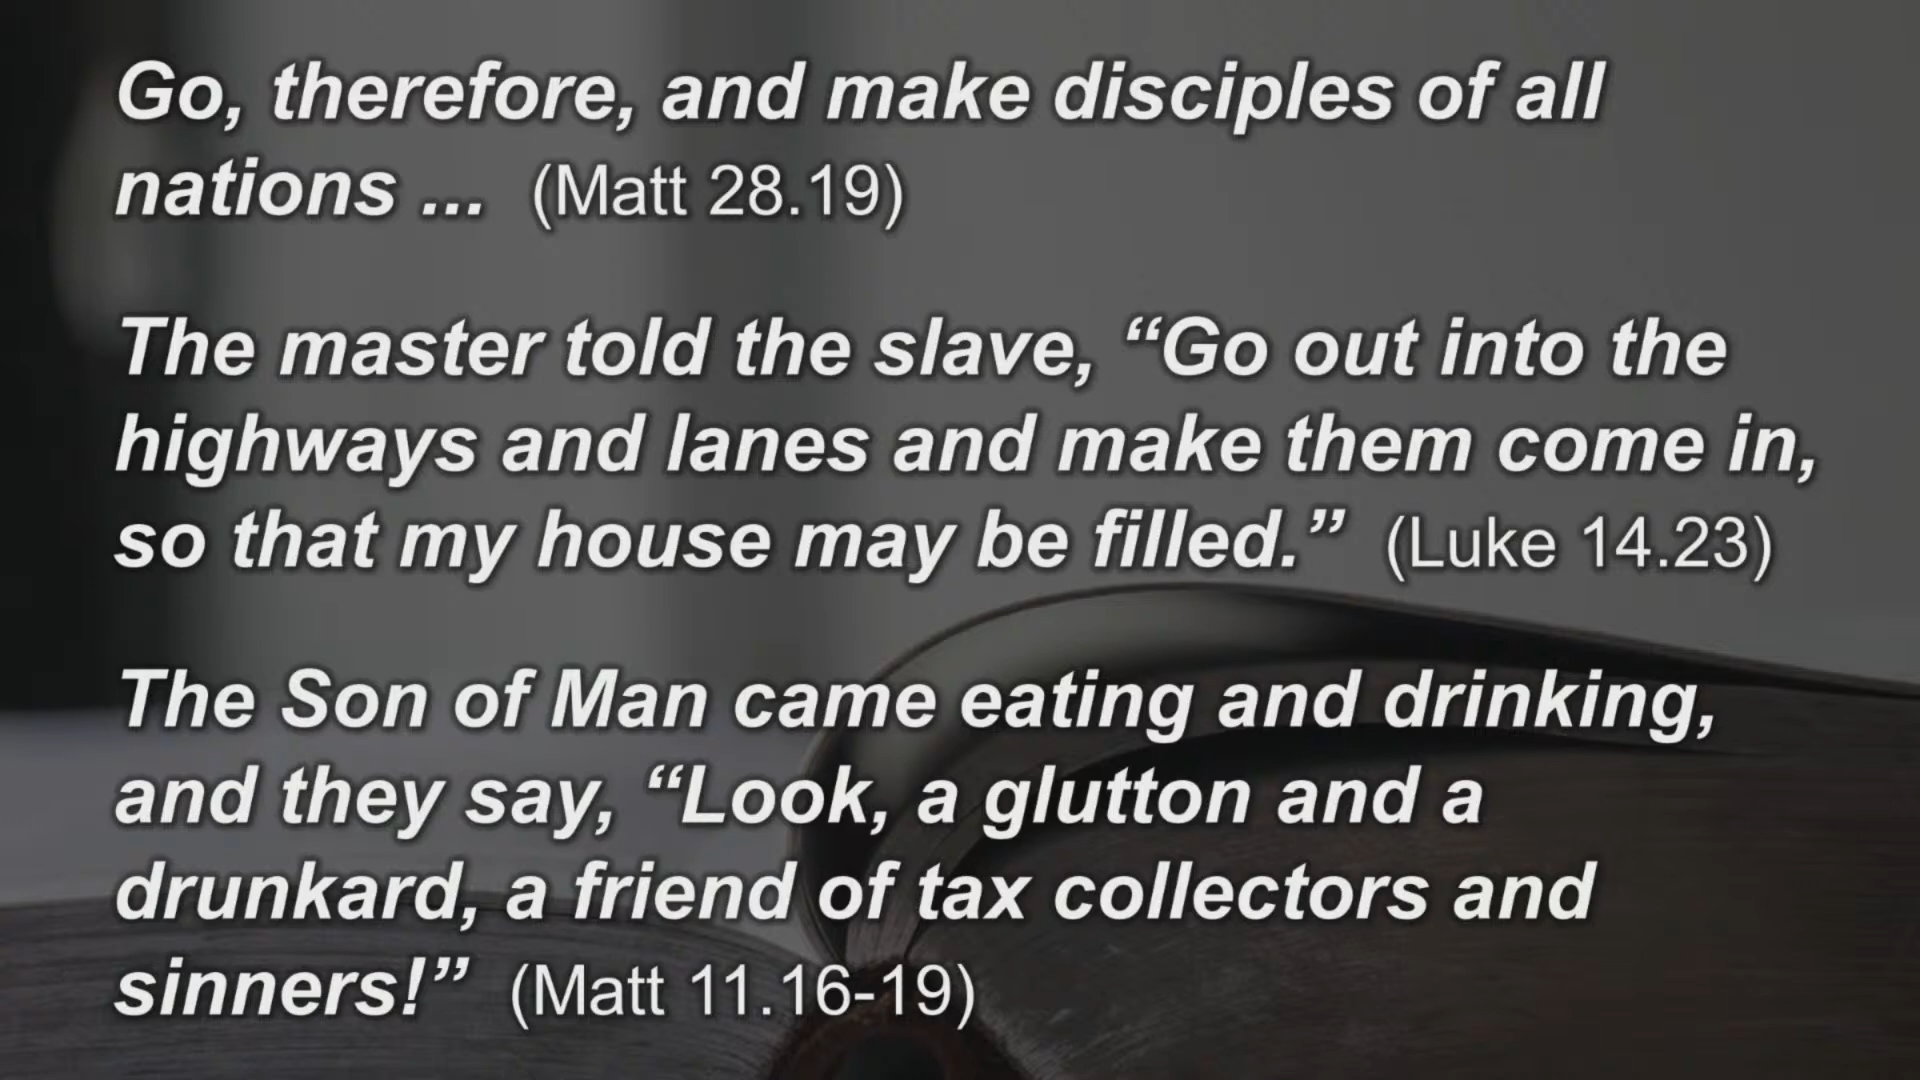 Go, therefore, and make disciples of all
nations ... (Matt 28.19)
The master told the slave, “Go out into the
highways and lanes and make them come in,
so that my house may be filled.” (Luke 14.23)
The Son of Man came eating and drinking,
and they say, “Look, a glutton and a
drunkard, a friend of tax collectors and
sinners!” (Matt 11.16-19)